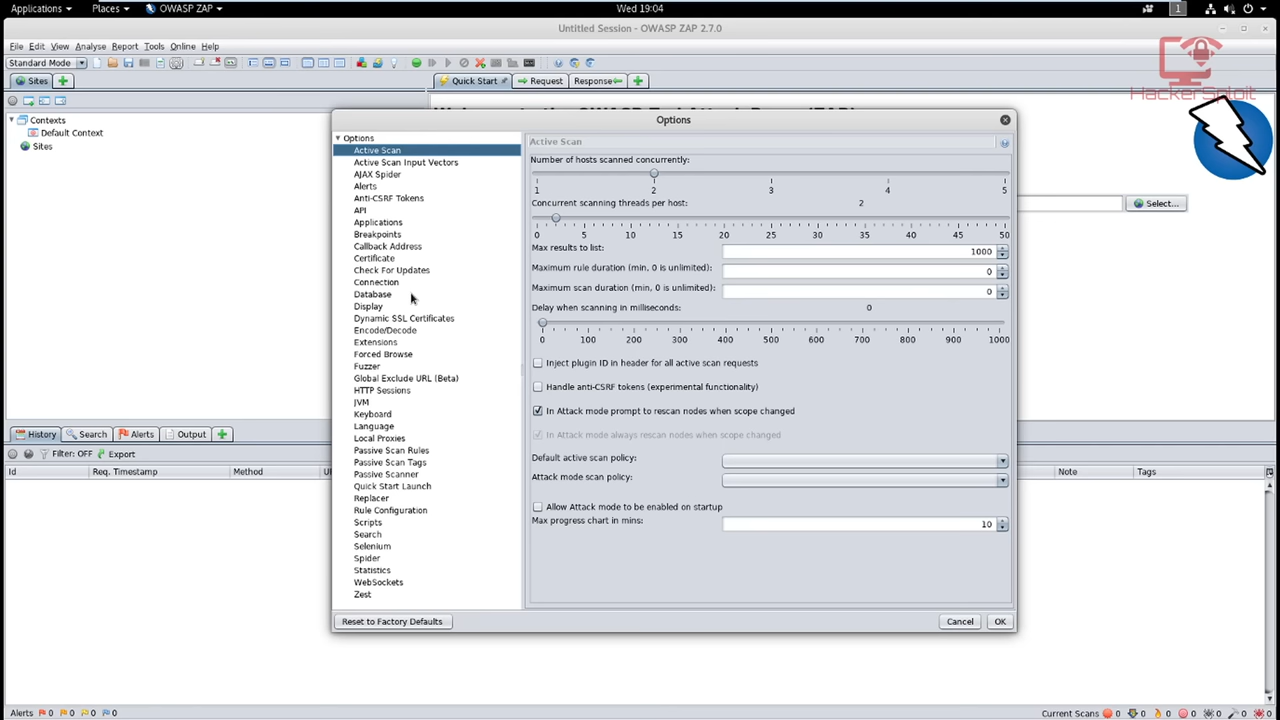 Applications Places OWASP ZAP Wed 19:04 1
Untitled Session - OWASP ZAP 2.7.0
File Edit View Analyse Report Tools Online Help
Standard Mode
Sites Quick Start Request Response
HackerSploit
Contexts
Default Context
Sites
Select...
Options
Options
Active Scan
Active Scan Input Vectors
AJAX Spider
Alerts
Anti-CSRF Tokens
API
Applications
Breakpoints
Callback Address
Certificate
Check For Updates
Connection
Database
Display
Dynamic SSL Certificates
Encode/Decode
Extensions
Forced Browse
Fuzzer
Global Exclude URL (Beta)
HTTP Sessions
JVM
Keyboard
Language
Local Proxies
Passive Scan Rules
Passive Scan Tags
Passive Scanner
Quick Start Launch
Replacer
Rule Configuration
Scripts
Search
Selenium
Spider
Statistics
WebSockets
Zest
Active Scan
Number of hosts scanned concurrently:
1 2 3 4 5
Concurrent scanning threads per host: 2
0 5 10 15 20 25 30 35 40 45 50
Max results to list: 1000
Maximum rule duration (min, 0 is unlimited): 0
Maximum scan duration (min, 0 is unlimited): 0
Delay when scanning in milliseconds: 0
0 100 200 300 400 500 600 700 800 900 1000
Inject plugin ID in header for all active scan requests
Handle anti-CSRF tokens (experimental functionality)
In Attack mode prompt to rescan nodes when scope changed
In Attack mode always rescan nodes when scope changed
Default active scan policy:
Attack mode scan policy:
Allow Attack mode to be enabled on startup
Max progress chart in mins: 10
Reset to Factory Defaults Cancel OK
History Search Alerts Output
Filter: OFF Export
Id Req. Timestamp Method Note Tags
Alerts 0 0 0 0 Current Scans 0 0 0 0 0 0 0